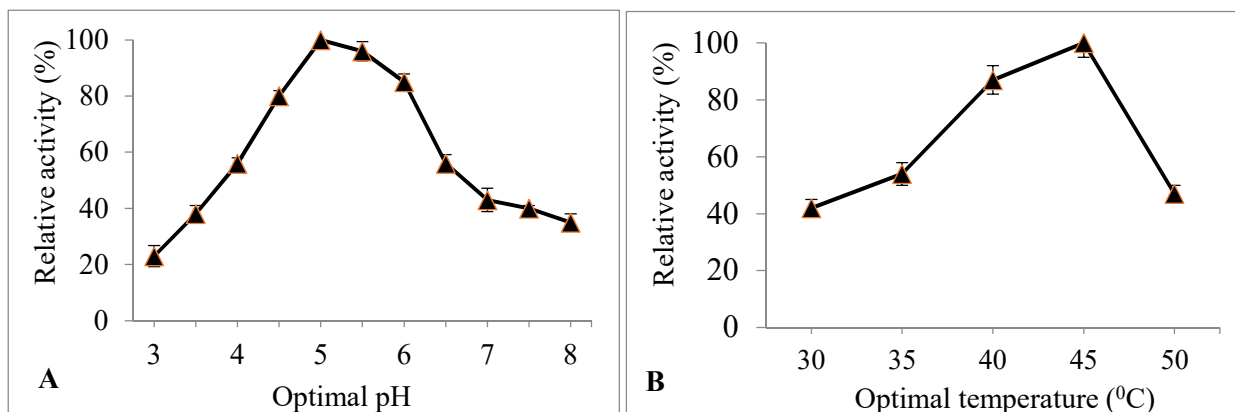 100
80
60
40
20
0
Relative activity (%)
3 4 5 6 7 8
Optimal pH
A
100
80
60
40
20
0
Relative activity (%)
30 35 40 45 50
Optimal temperature (⁰C)
B